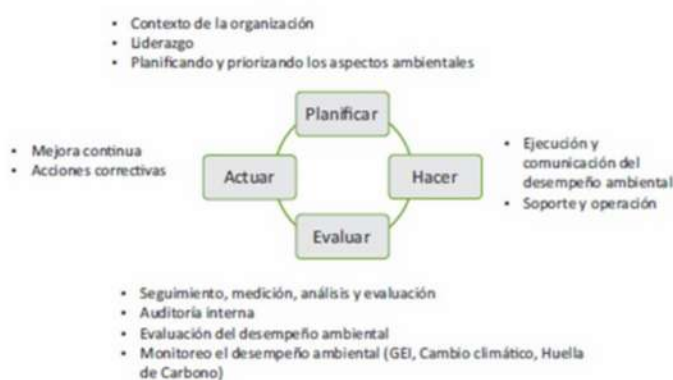 • Contexto de la organización
• Liderazgo
• Planificando y priorizando los aspectos ambientales
Planificar
• Mejora continua
• Acciones correctivas
Actuar
Hacer
• Ejecución y
comunicación del
desempeño ambiental
• Soporte y operación
Evaluar
• Seguimiento, medición, análisis y evaluación
• Auditoría interna
• Evaluación del desempeño ambiental
• Monitoreo el desempeño ambiental (GEI, Cambio climático, Huella
de Carbono)